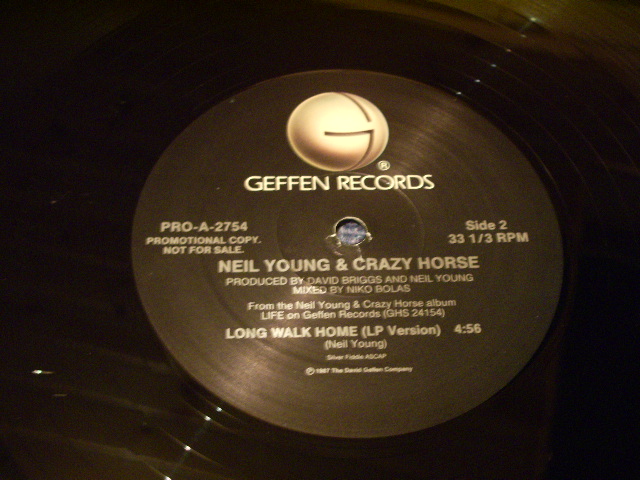 G
®
GEFFEN RECORDS
PRO-A-2754
PROMOTIONAL COPY.
NOT FOR SALE.
Side 2
33 1/3 RPM
NEIL YOUNG & CRAZY HORSE
PRODUCED BY DAVID BRIGGS AND NEIL YOUNG
MIXED BY NIKO BOLAS
From the Neil Young & Crazy Horse album
LIFE on Geffen Records (GHS 24154)
LONG WALK HOME (LP Version) 4:56
(Neil Young)
Silver Fiddle ASCAP
℗1987 The David Geffen Company